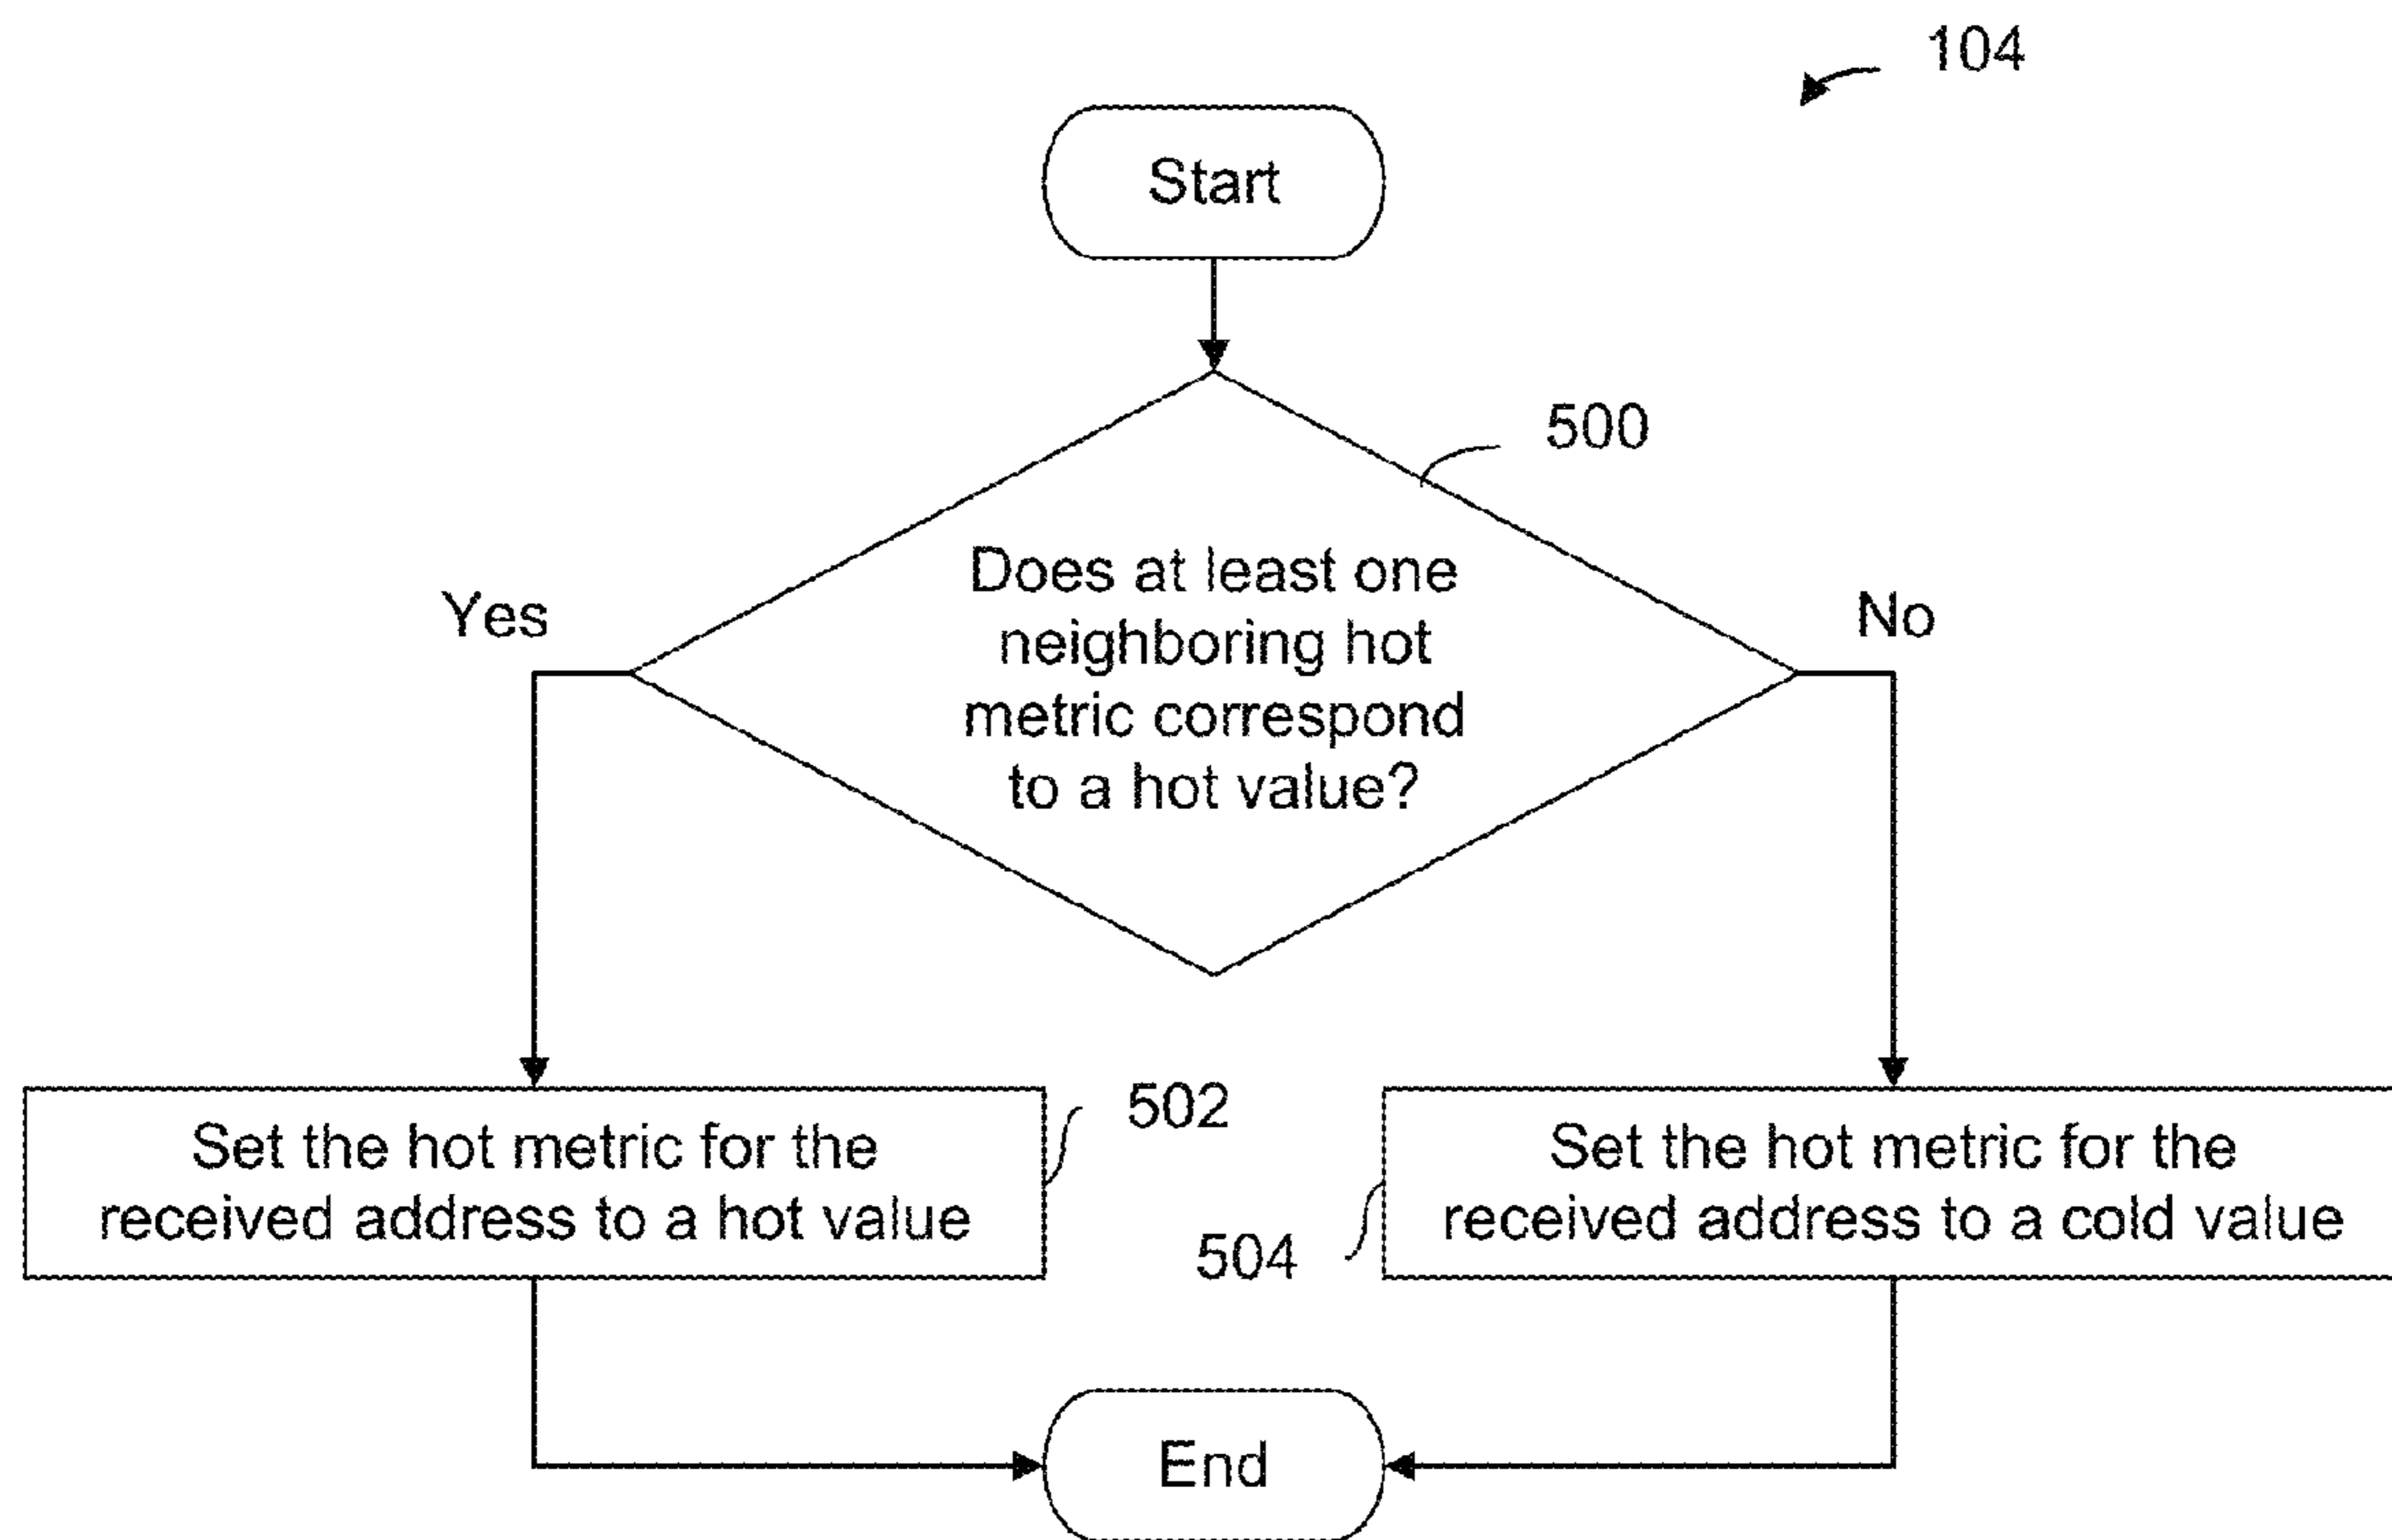 104
Start
500
Does at least one
neighboring hot
metric correspond
to a hot value?
Yes
No
Set the hot metric for the
received address to a hot value
502
Set the hot metric for the
received address to a cold value
504
End